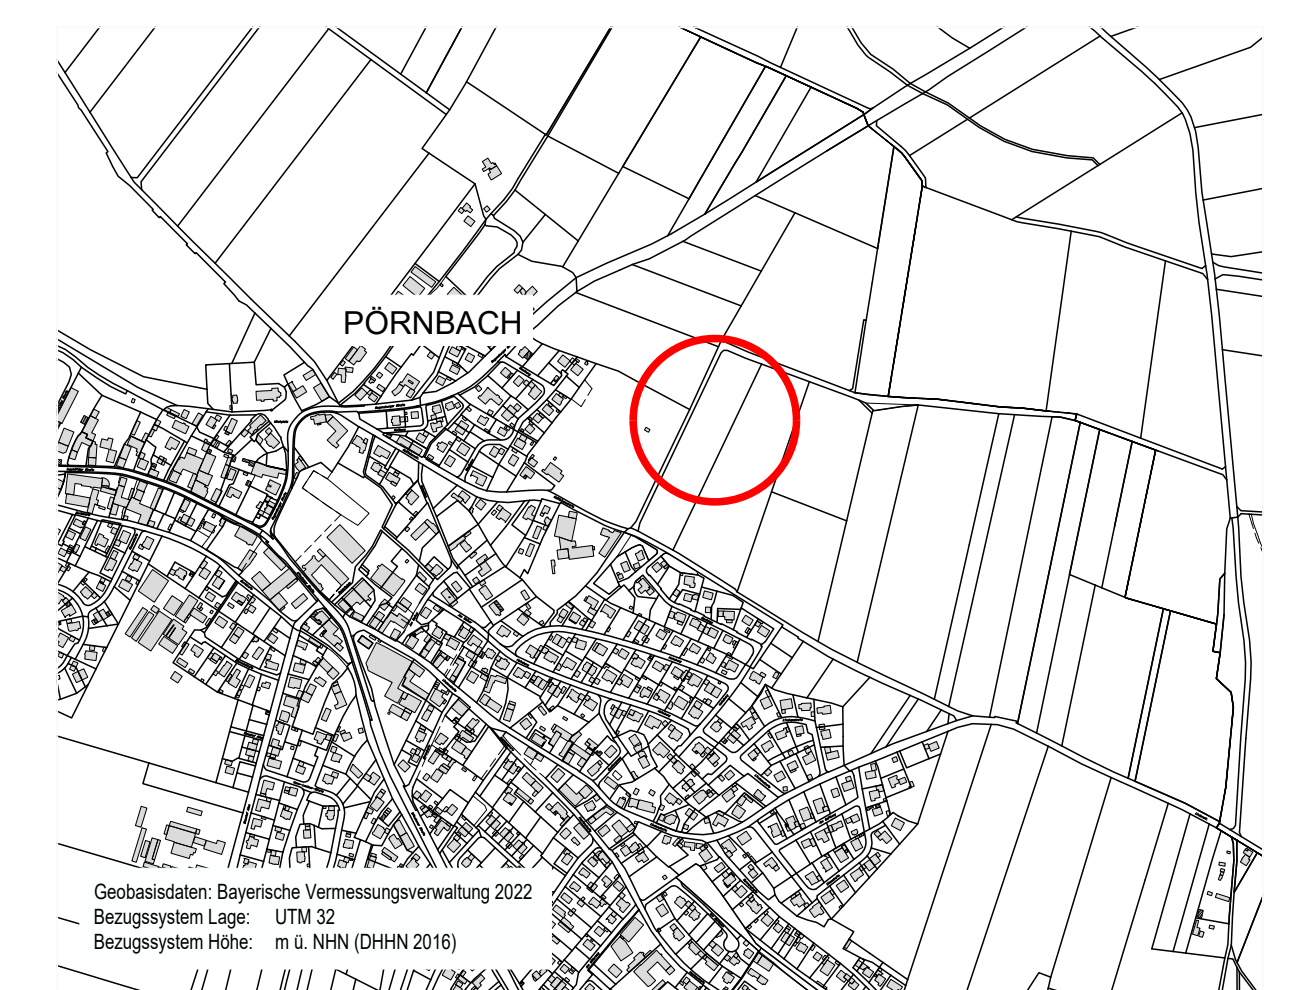 PÖRNBACH
Geobasisdaten: Bayerische Vermessungsverwaltung 2022
Bezugssystem Lage: UTM 32
Bezugssystem Höhe: m ü. NHN (DHHN 2016)